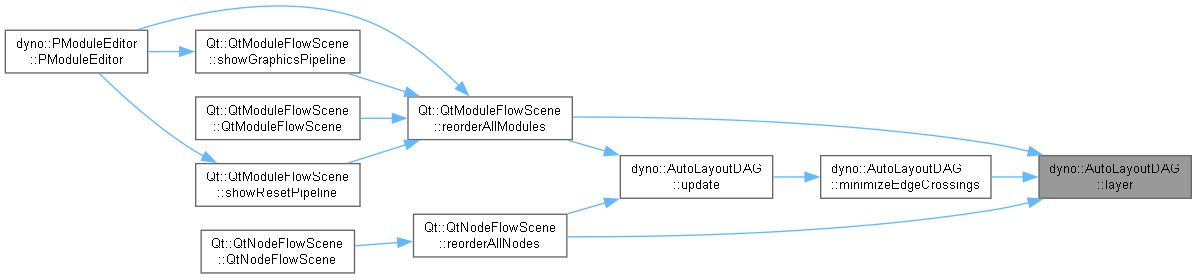 dyno::PModuleEditor
::PModuleEditor
Qt::QtModuleFlowScene
::showGraphicsPipeline
Qt::QtModuleFlowScene
::QtModuleFlowScene
Qt::QtModuleFlowScene
::showResetPipeline
Qt::QtNodeFlowScene
::QtNodeFlowScene
Qt::QtModuleFlowScene
::reorderAllModules
Qt::QtNodeFlowScene
::reorderAllNodes
dyno::AutoLayoutDAG
::update
dyno::AutoLayoutDAG
::minimizeEdgeCrossings
dyno::AutoLayoutDAG
::layer